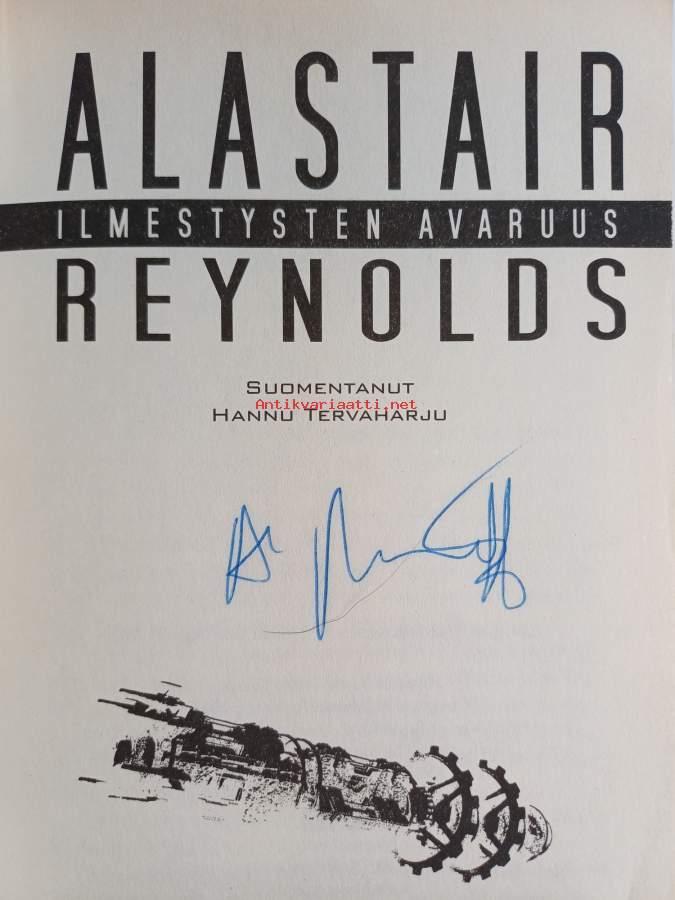 ALASTAIR
ILMESTYSTEN AVARUUS
REYNOLDS
SUOMENTANUT
Antikvariaatti.net
HANNU TERVAHARJU